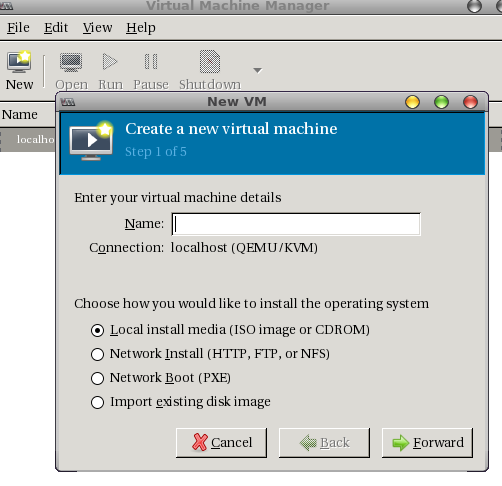 Virtual Machine Manager
File Edit View Help
New Open Run Pause Shutdown
Name
localho
New VM
Create a new virtual machine
Step 1 of 5
Enter your virtual machine details
Name:
Connection: localhost (QEMU/KVM)
Choose how you would like to install the operating system
Local install media (ISO image or CDROM)
Network Install (HTTP, FTP, or NFS)
Network Boot (PXE)
Import existing disk image
Cancel Back Forward